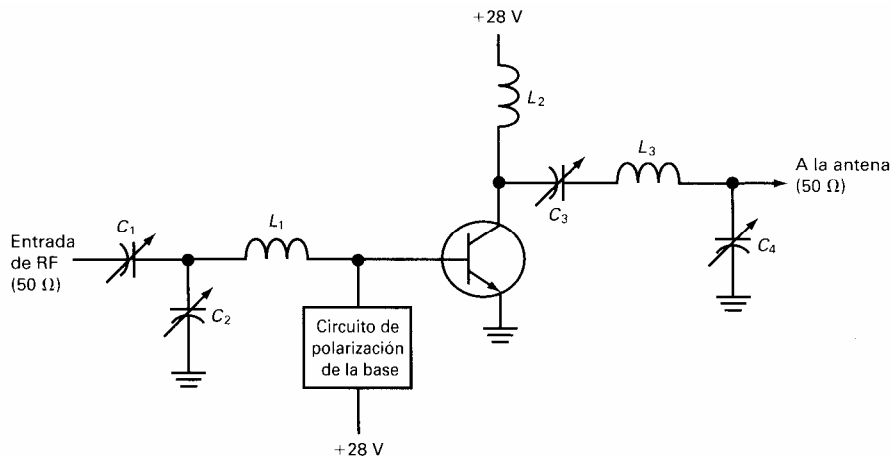 +28 V
L2
L3
A la antena
(50 Ω)
C3
C4
Entrada
de RF
(50 Ω)
C1
L1
C2
Circuito de
polarización
de la base
+28 V